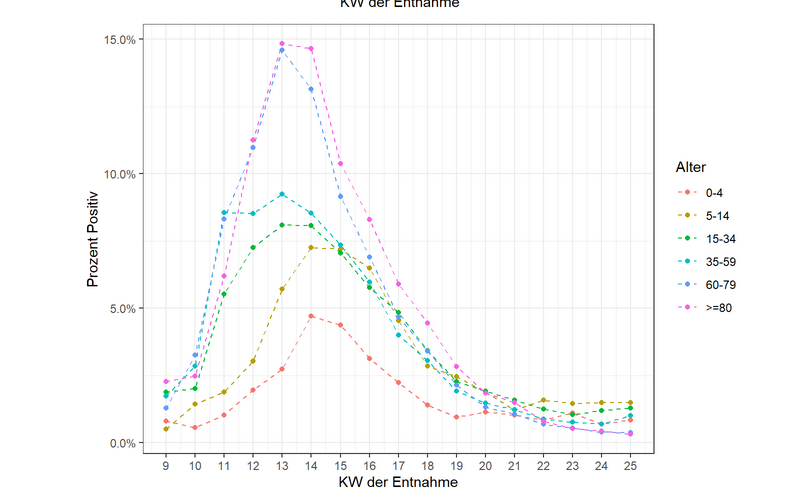 KW der Entnahme
15.0%
10.0%
5.0%
0.0%
Prozent Positiv
9 10 11 12 13 14 15 16 17 18 19 20 21 22 23 24 25
KW der Entnahme
Alter
0-4
5-14
15-34
35-59
60-79
>=80